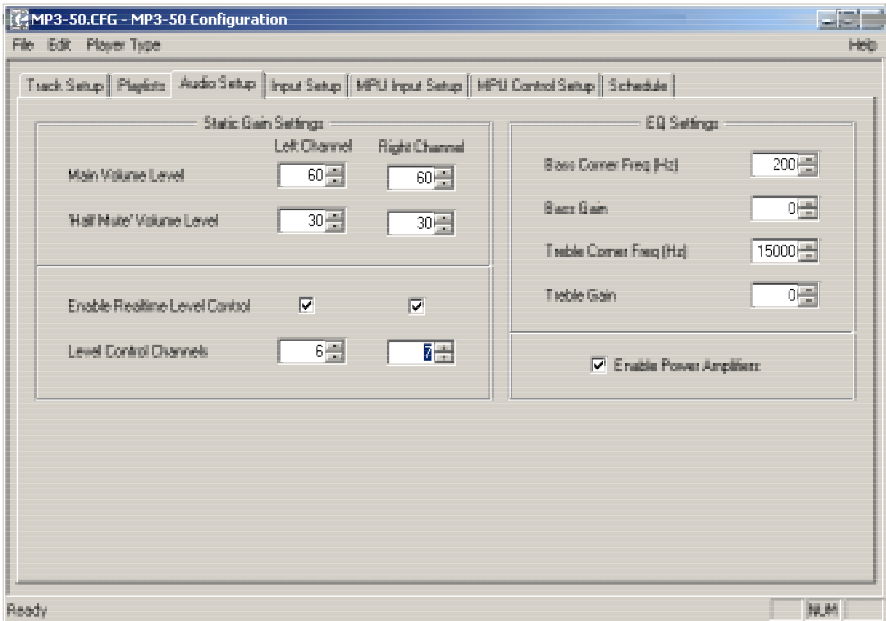 MP3-50.CFG - MP3-50 Configuration
File Edit Player Type Help
Track Setup Playlists Audio Setup Input Setup MPU Input Setup MPU Control Setup Schedule
Static Gain Settings
Left Channel Right Channel
Main Volume Level 60 60
'Half Mute' Volume Level 30 30
Enable Realtime Level Control
Level Control Channels 6 7
EQ Settings
Bass Corner Freq (Hz) 200
Bass Gain 0
Treble Corner Freq (Hz) 15000
Treble Gain 0
Enable Power Amplifiers
Ready NUM